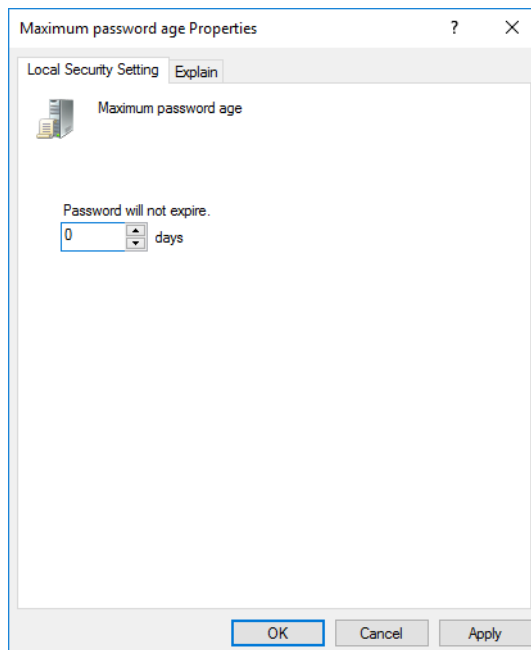 Maximum password age Properties ? ×
Local Security Setting Explain
Maximum password age
Password will not expire.
0 days
OK Cancel Apply